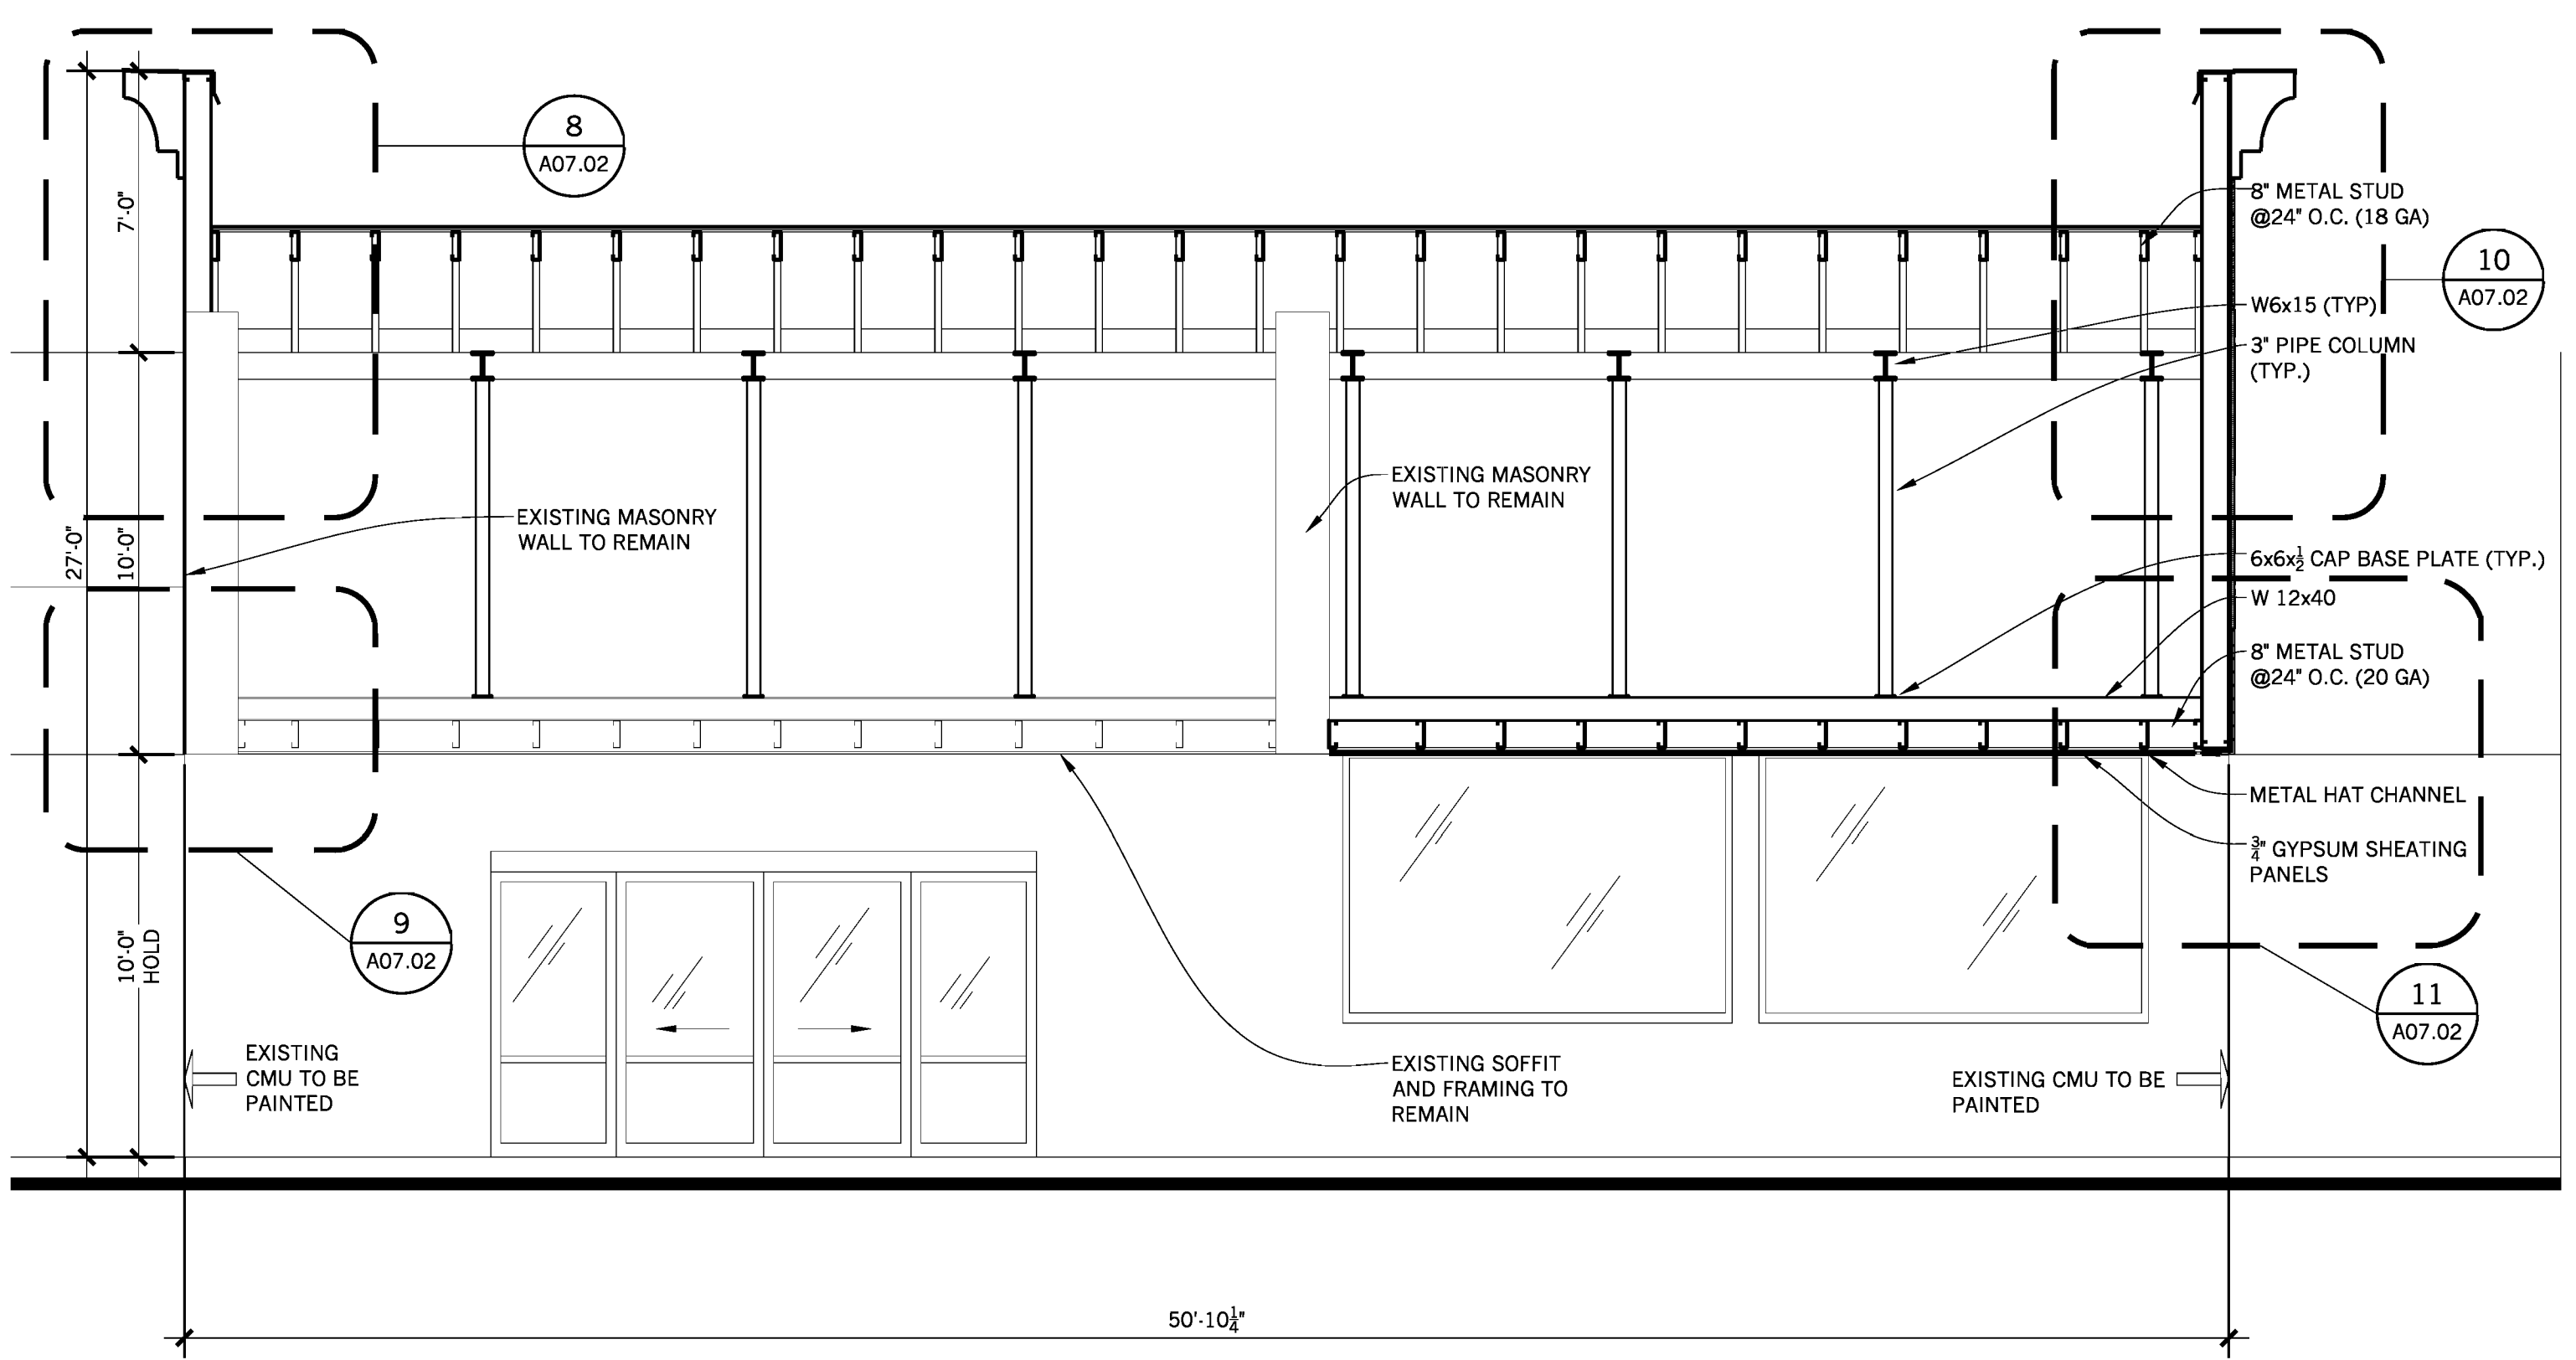 8
A07.02
7'-0"
8" METAL STUD
@24" O.C. (18 GA)
10
A07.02
W6x15 (TYP)
3" PIPE COLUMN
(TYP.)
EXISTING MASONRY
WALL TO REMAIN
EXISTING MASONRY
WALL TO REMAIN
27'-0"
10'-0"
6x6x½ CAP BASE PLATE (TYP.)
W 12x40
8" METAL STUD
@24" O.C. (20 GA)
METAL HAT CHANNEL
¾" GYPSUM SHEATING
PANELS
9
A07.02
10'-0"
HOLD
11
A07.02
EXISTING
CMU TO BE
PAINTED
EXISTING SOFFIT
AND FRAMING TO
REMAIN
EXISTING CMU TO BE
PAINTED
50'-10¼"